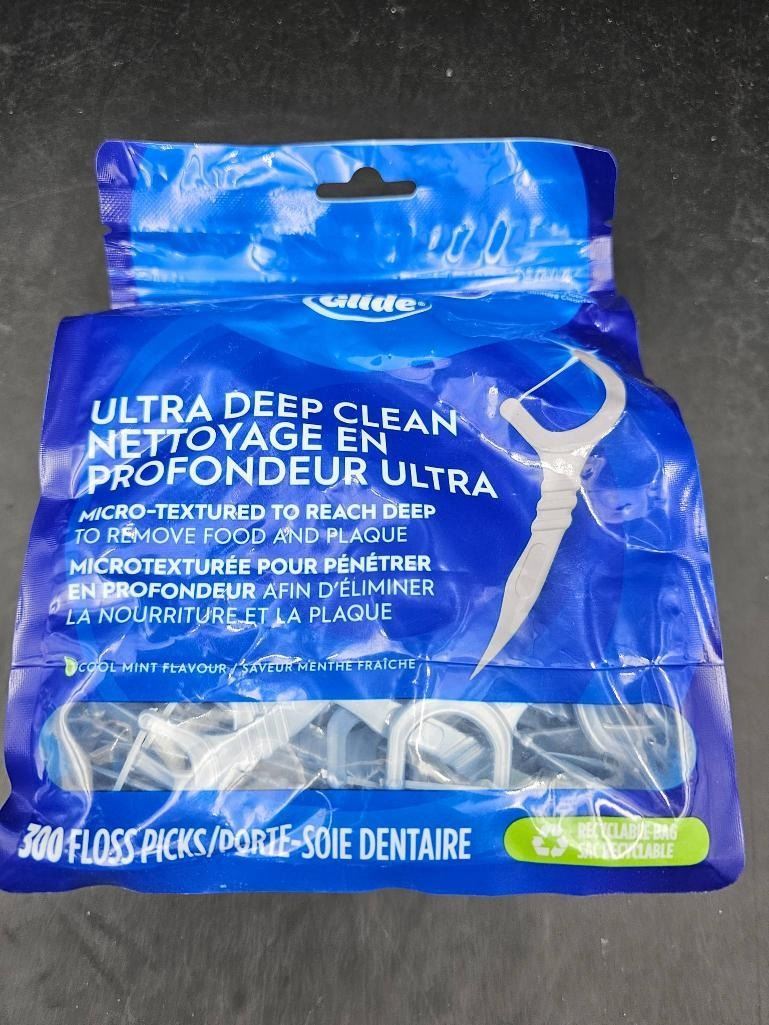 Glide
ULTRA DEEP CLEAN
NETTOYAGE EN
PROFONDEUR ULTRA
MICRO-TEXTURED TO REACH DEEP
TO REMOVE FOOD AND PLAQUE
MICROTEXTURÉE POUR PÉNÉTRER
EN PROFONDEUR AFIN D'ÉLIMINER
LA NOURRITURE ET LA PLAQUE
COOL MINT FLAVOUR / SAVEUR MENTHE FRAÎCHE
300 FLOSS PICKS/PORTE-SOIE DENTAIRE
RECYCLABLE BAG
SAC RECYCLABLE